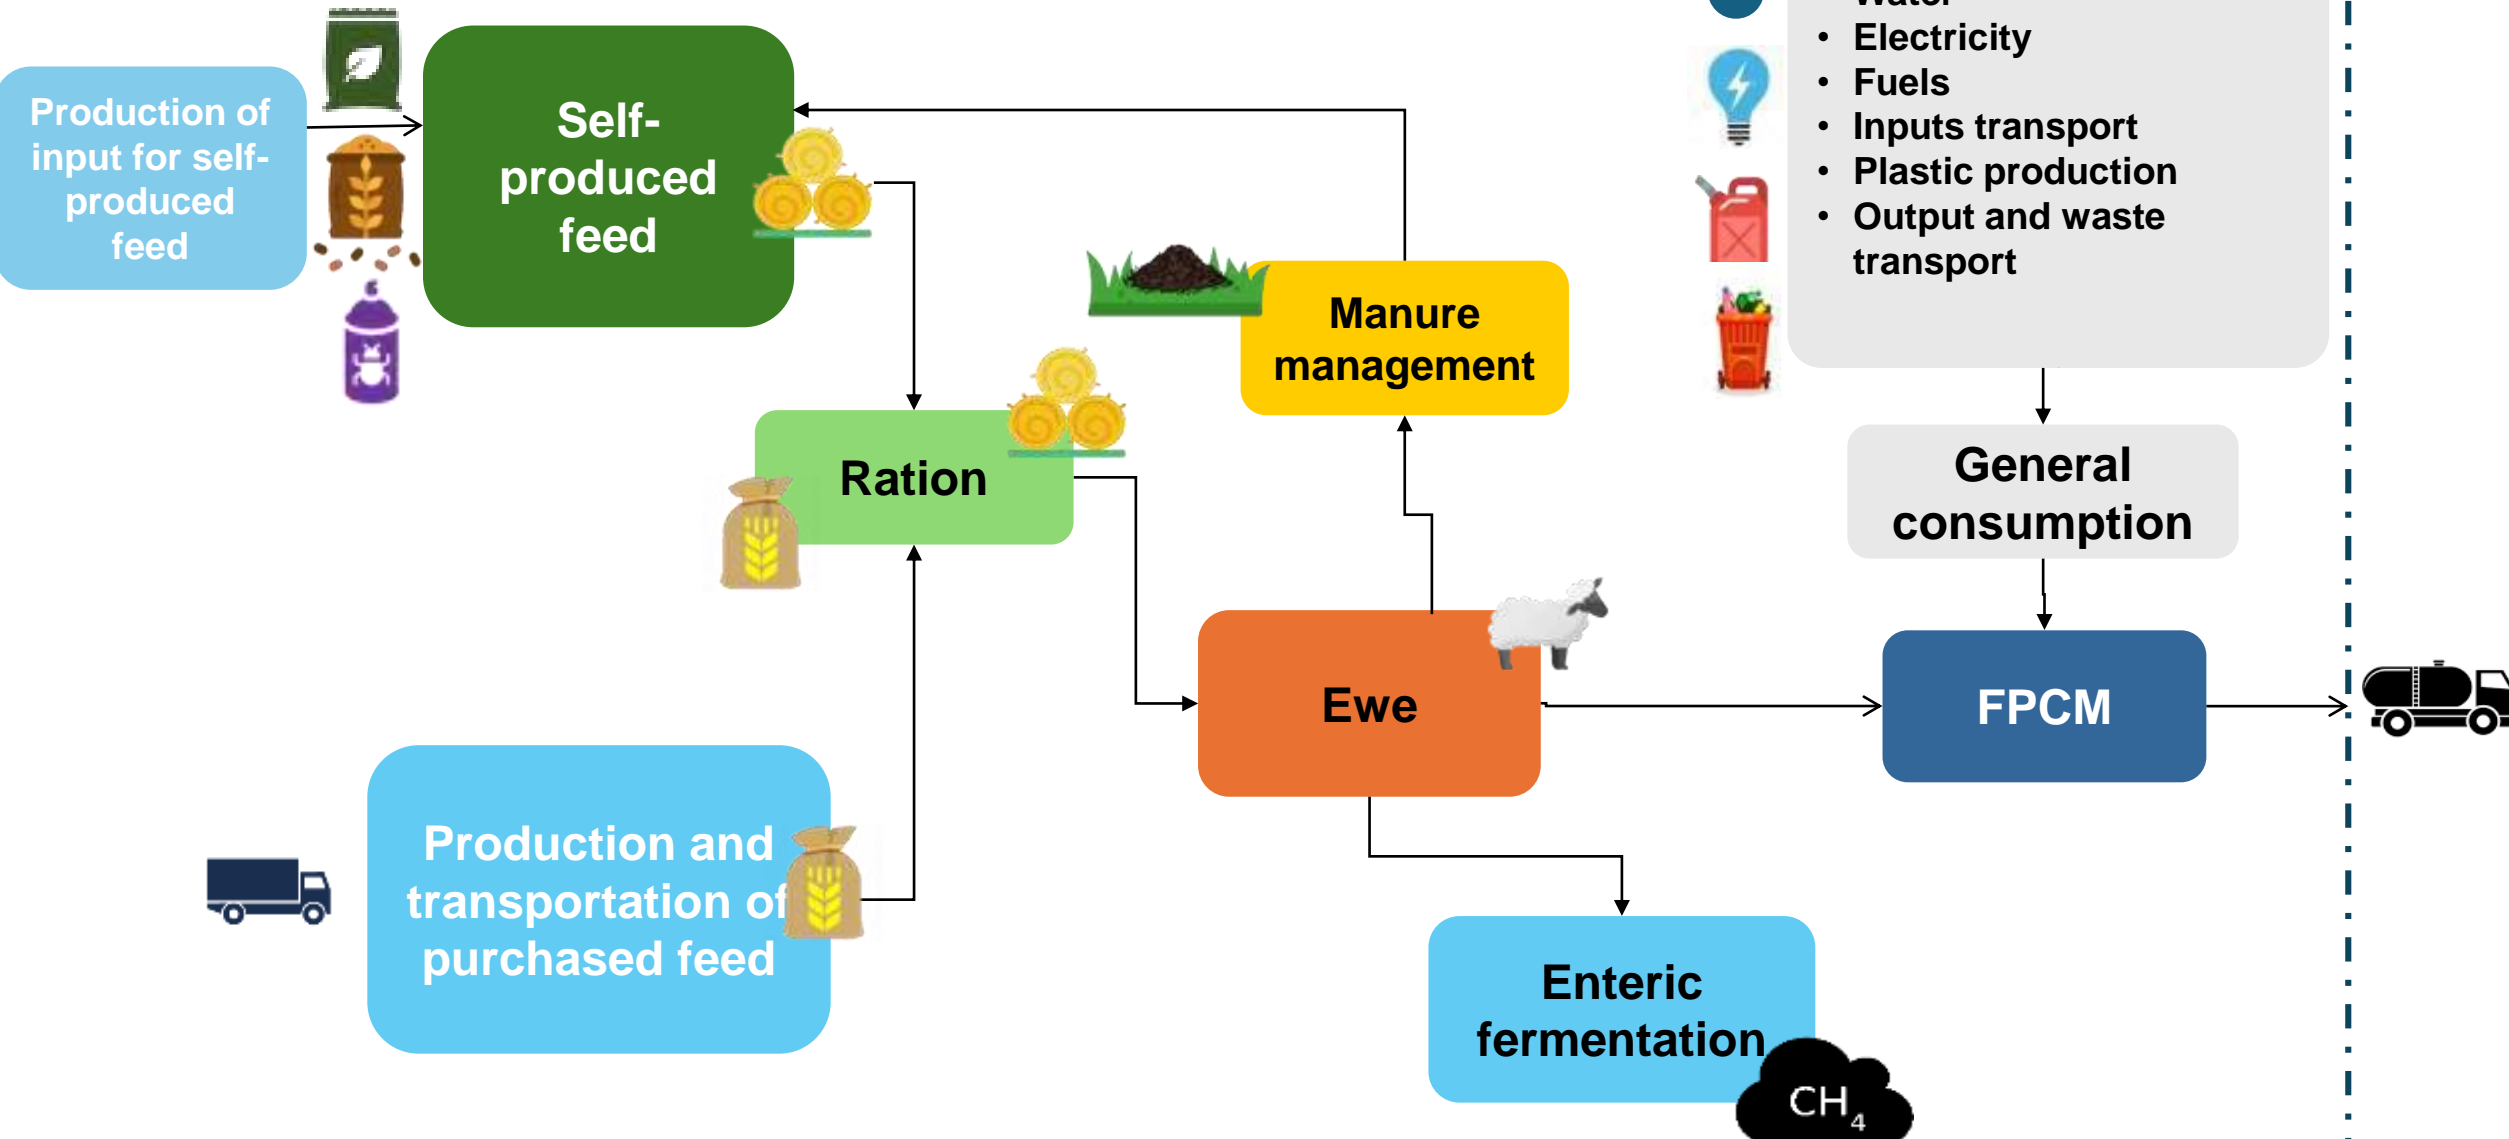 Water
• Electricity
• Fuels
• Inputs transport
• Plastic production
• Output and waste
transport
Production of
input for self-
produced
feed
Self-
produced
feed
Manure
management
Ration
General
consumption
Ewe
FPCM
Production and
transportation of
purchased feed
Enteric
fermentation
CH4